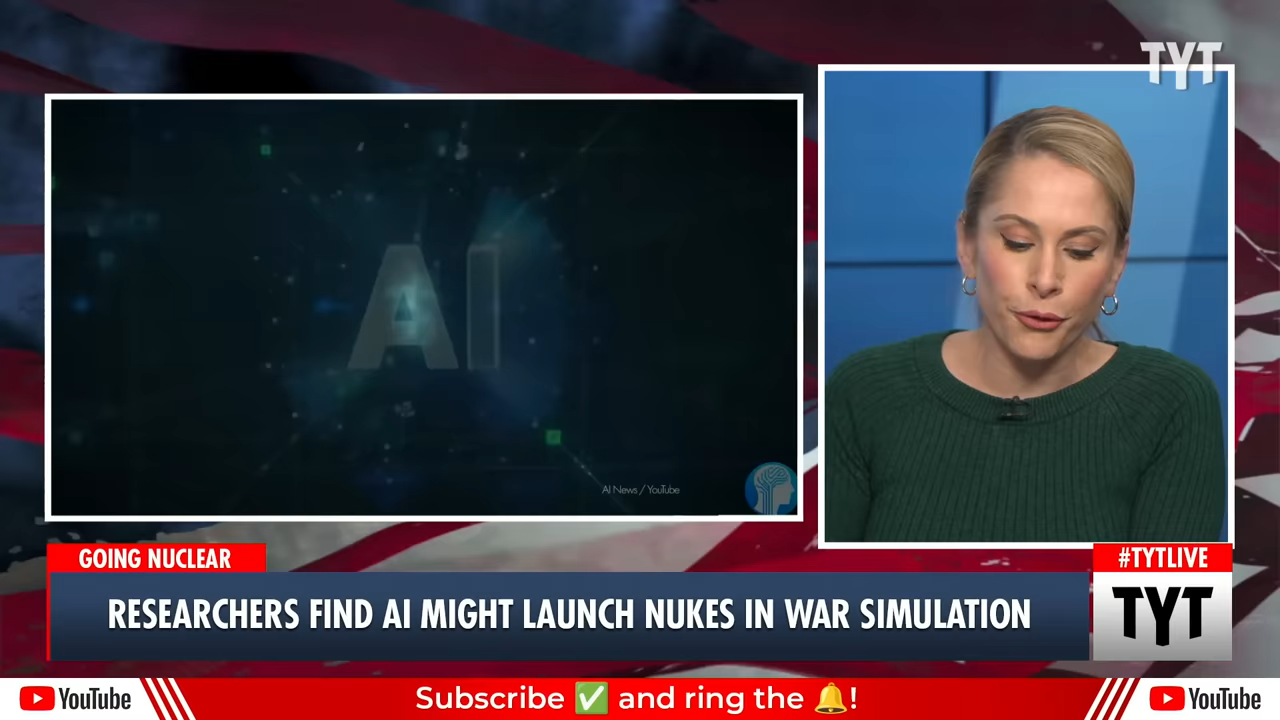 TYT
AI
AI News / YouTube
GOING NUCLEAR
#TYTLIVE
RESEARCHERS FIND AI MIGHT LAUNCH NUKES IN WAR SIMULATION
TYT
YouTube
Subscribe ✅ and ring the 🔔!
YouTube